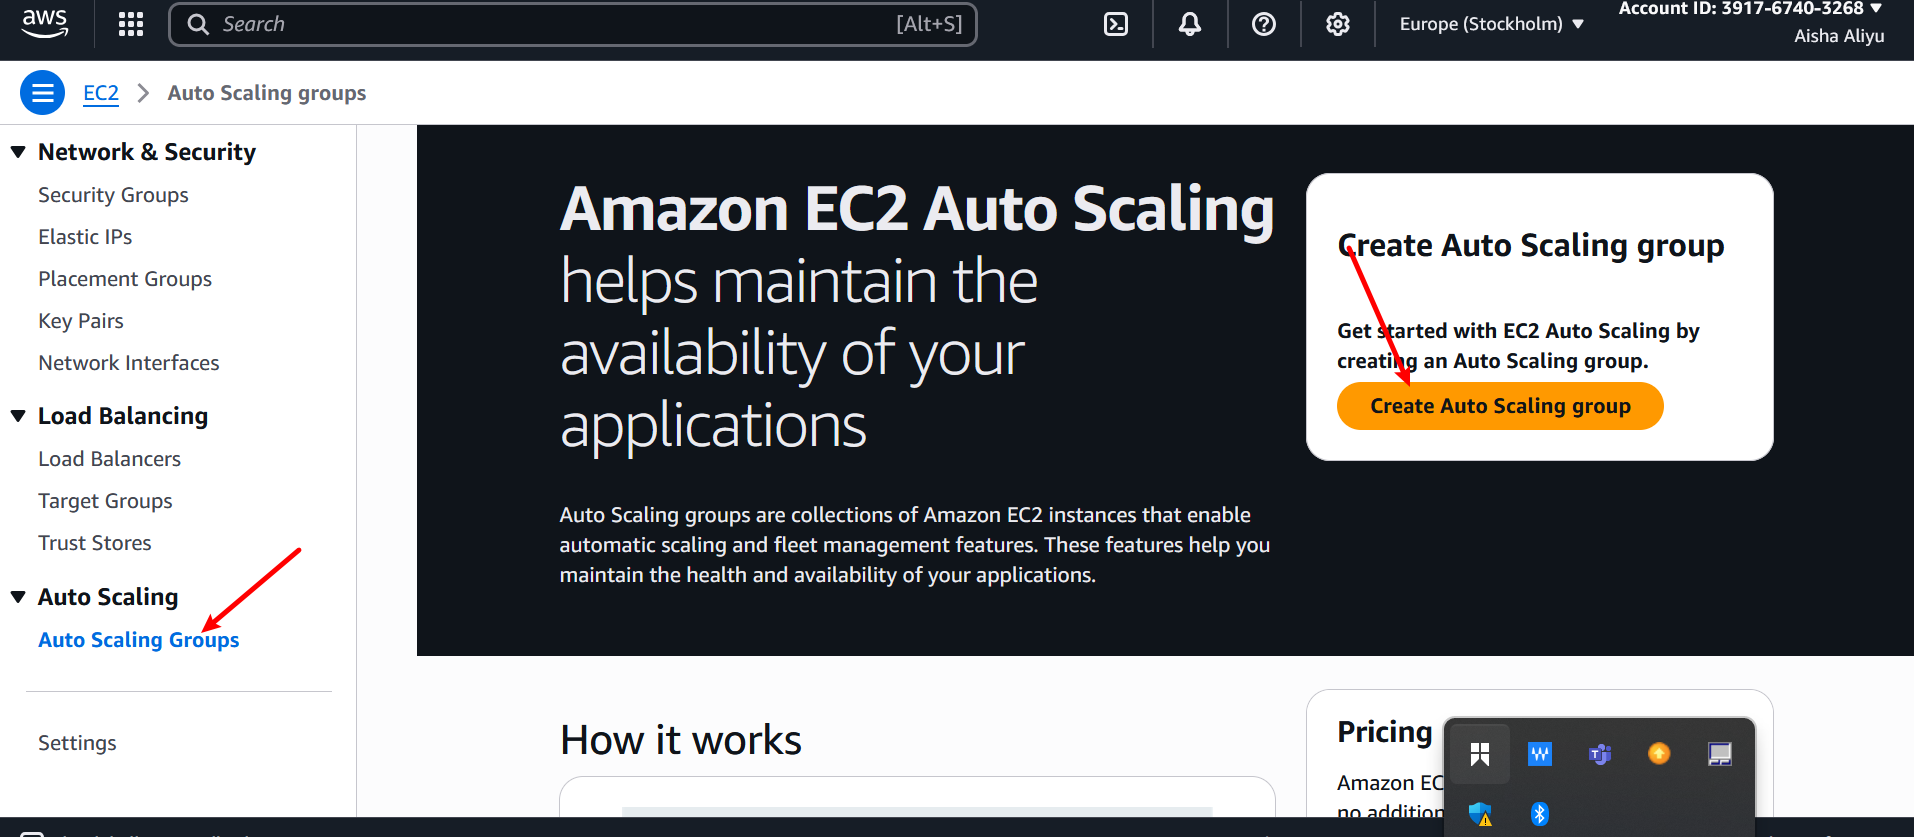 aws
Search
[Alt+S]
Europe (Stockholm)
Account ID: 3917-6740-3268
Aisha Aliyu
EC2
Auto Scaling groups
Network & Security
Security Groups
Elastic IPs
Placement Groups
Key Pairs
Network Interfaces
Load Balancing
Load Balancers
Target Groups
Trust Stores
Auto Scaling
Auto Scaling Groups
Settings
Amazon EC2 Auto Scaling
helps maintain the
availability of your
applications
Auto Scaling groups are collections of Amazon EC2 instances that enable
automatic scaling and fleet management features. These features help you
maintain the health and availability of your applications.
Create Auto Scaling group
Get started with EC2 Auto Scaling by
creating an Auto Scaling group.
Create Auto Scaling group
How it works
Pricing
Amazon EC
no addition